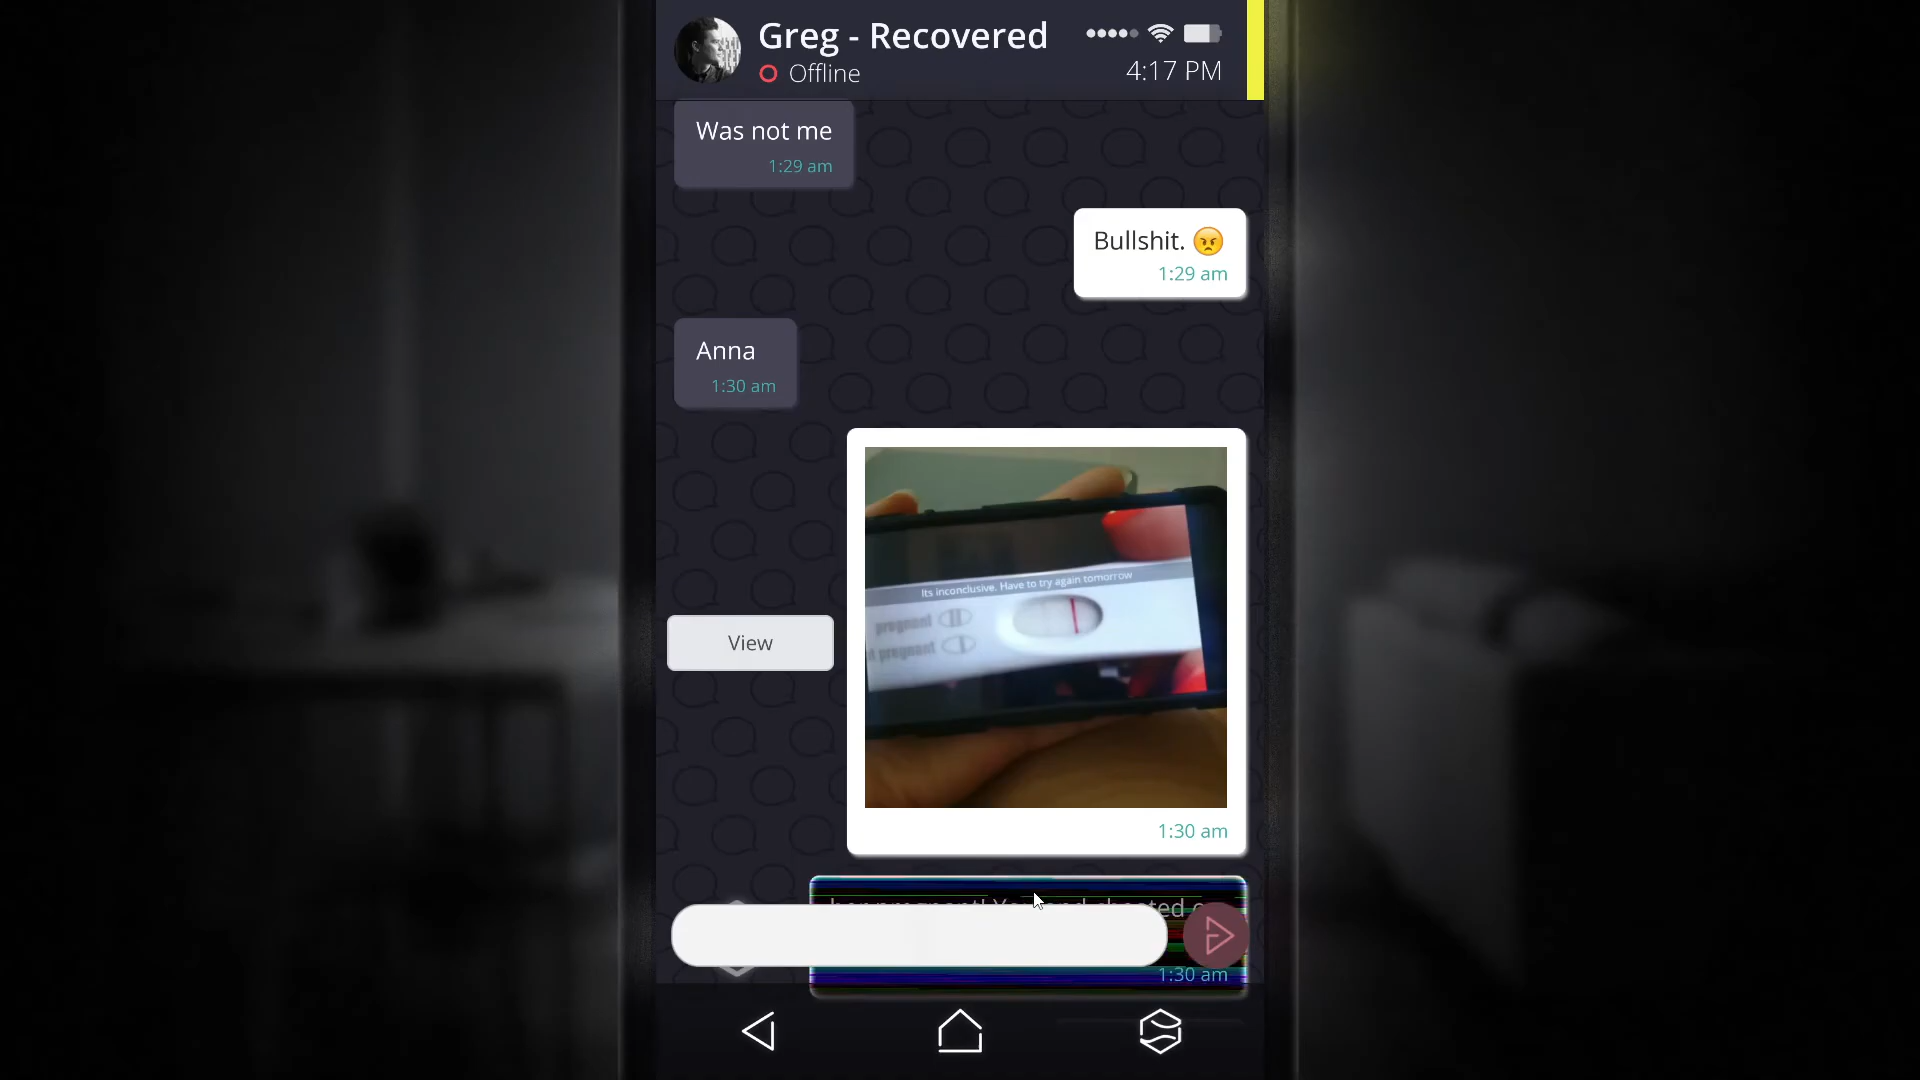 Greg - Recovered
Offline
4:17 PM
Was not me
1:29 am
Bullshit. 😠
1:29 am
Anna
1:30 am
Its inconclusive. Have to try again tomorrow
pregnant
pregnant
View
1:30 am
1:30 am